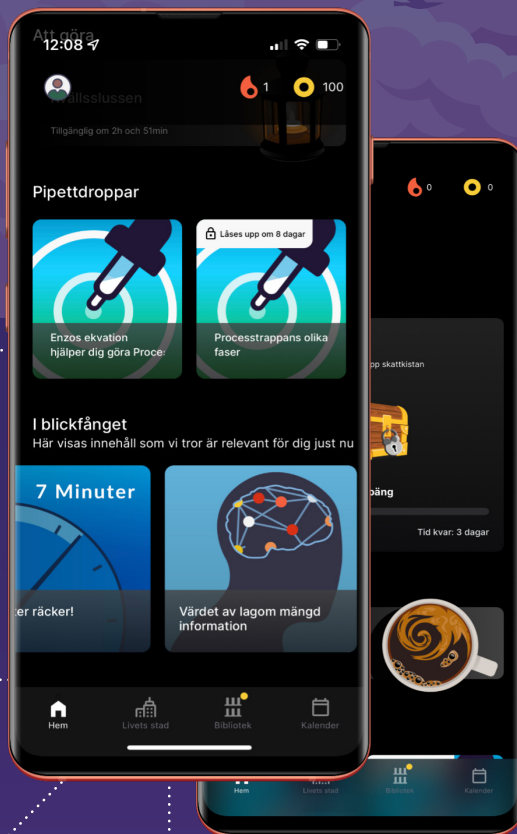 Att göra
12:08
Kvällsslussen
1
100
Tillgänglig om 2h och 51min
Pipettdroppar
Låses upp om 8 dagar
Enzos ekvation
hjälper dig göra Proce
Processtrappans olika
faser
I blickfånget
Här visas innehåll som vi tror är relevant för dig just nu
7 Minuter
er räcker!
Värdet av lagom mängd
information
Hem
Livets stad
Bibliotek
Kalender
0
0
pp skattkistan
oäng
Tid kvar: 3 dagar
Hem
Livets stad
Bibliotek
Kalender